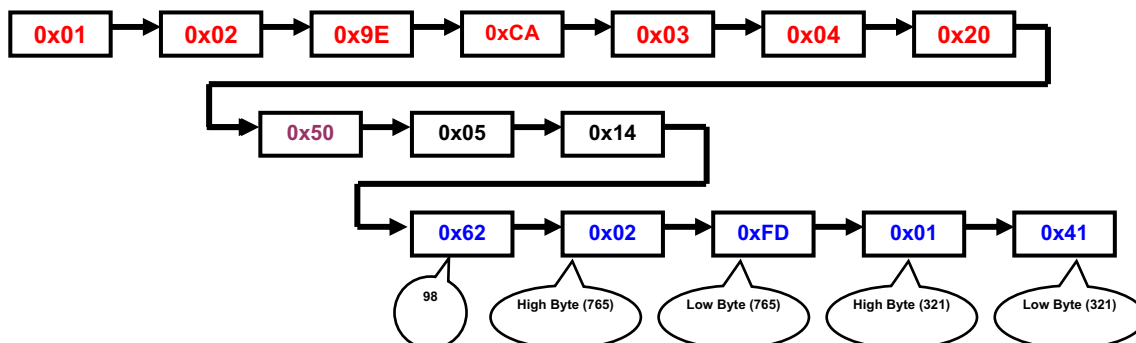 0x01 0x02 0x9E 0xCA 0x03 0x04 0x20
0x50 0x05 0x14
0x62 0x02 0xFD 0x01 0x41
98 High Byte (765) Low Byte (765) High Byte (321) Low Byte (321)